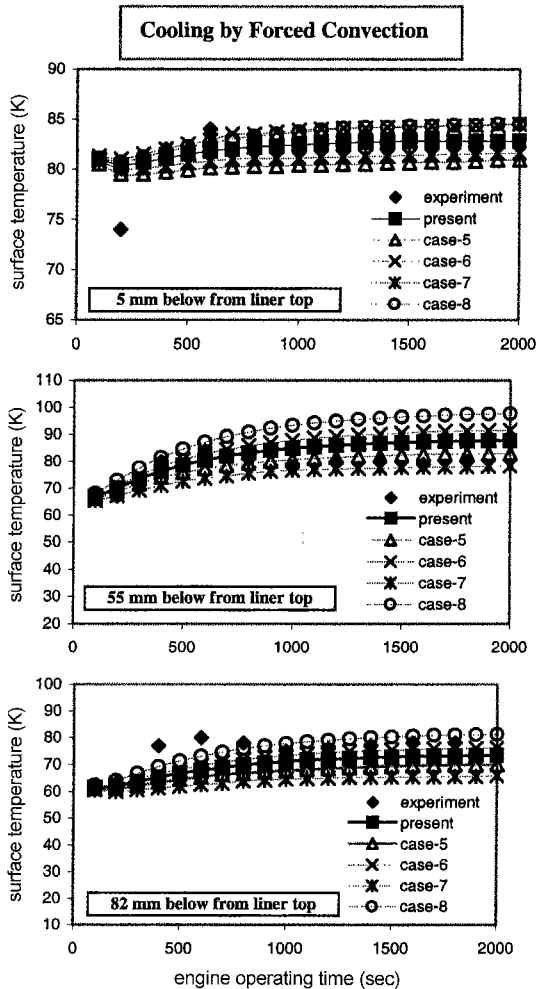 Cooling by Forced Convection
surface temperature (K)
90
85
80
75
70
65
experiment
present
case-5
case-6
case-7
case-8
5 mm below from liner top
0 500 1000 1500 2000
surface temperature (K)
110
100
90
80
70
60
50
40
30
20
experiment
present
case-5
case-6
case-7
case-8
55 mm below from liner top
0 500 1000 1500 2000
surface temperature (K)
100
90
80
70
60
50
40
30
20
10
experiment
present
case-5
case-6
case-7
case-8
82 mm below from liner top
0 500 1000 1500 2000
engine operating time (sec)